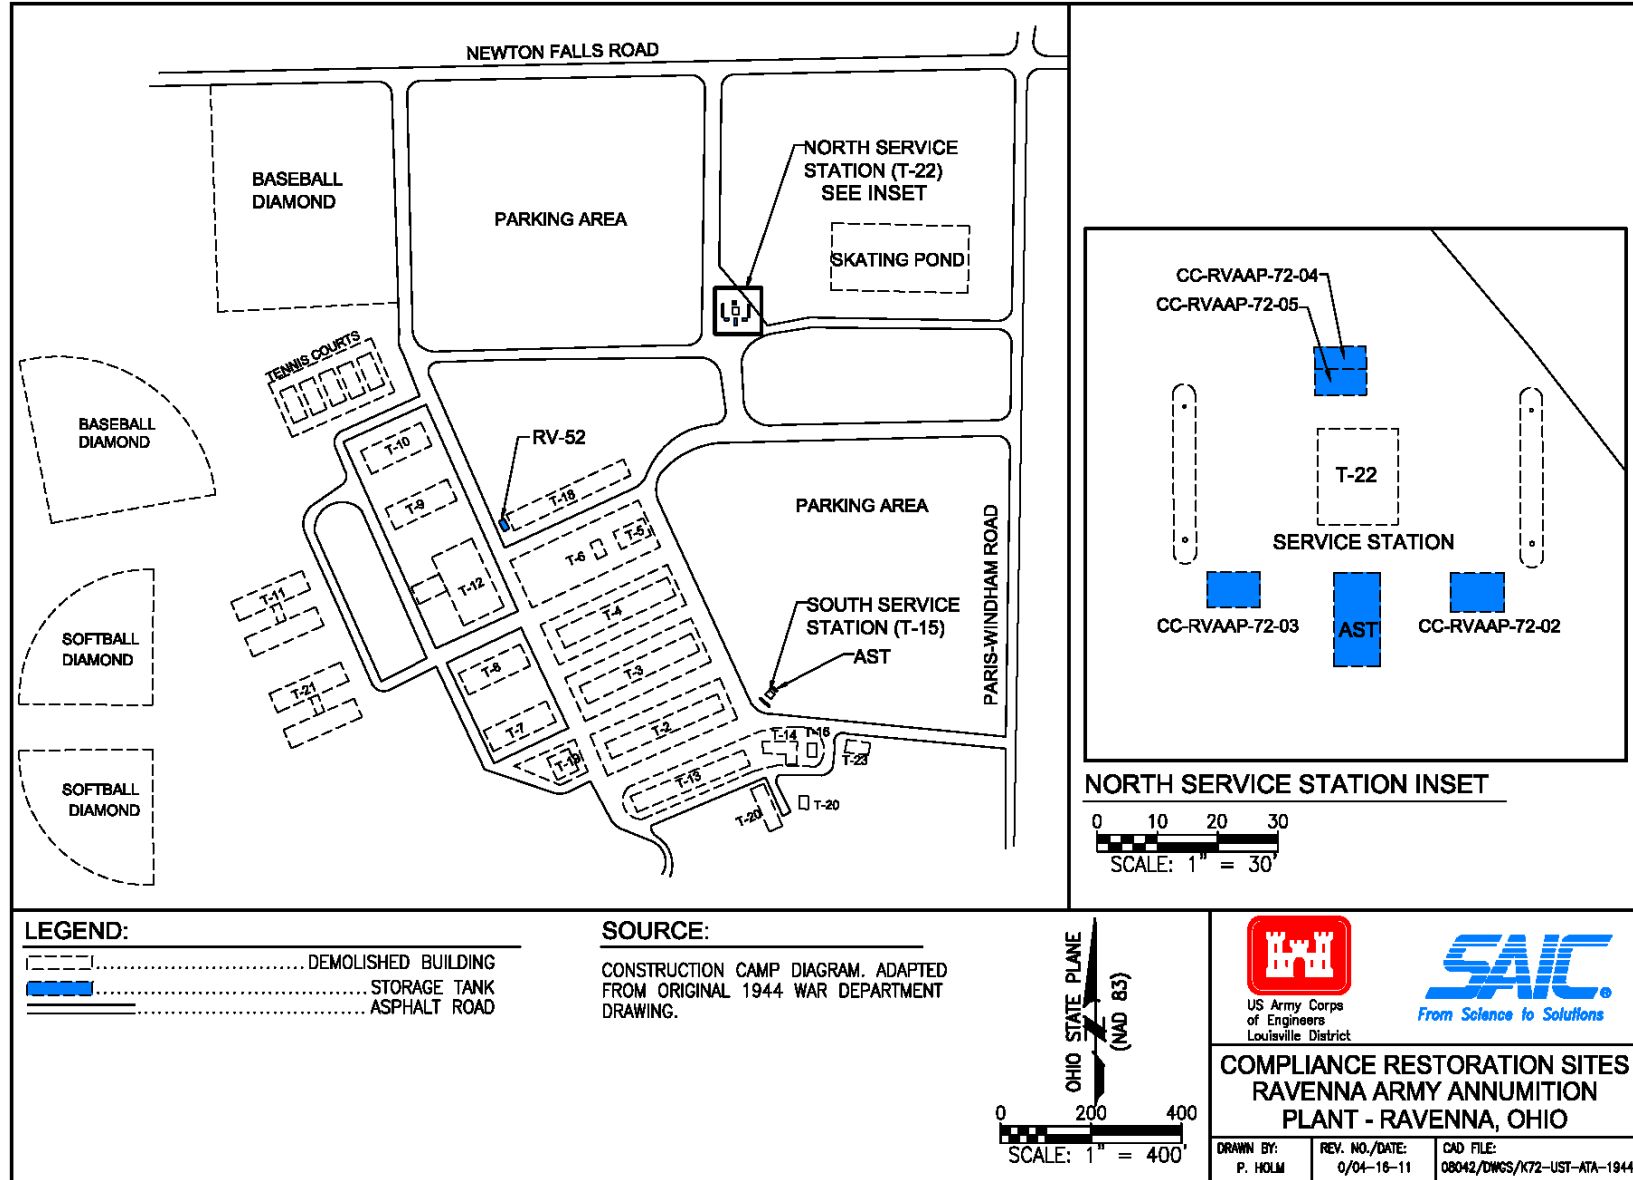 NEWTON FALLS ROAD
BASEBALL
DIAMOND
PARKING AREA
NORTH SERVICE
STATION (T-22)
SEE INSET
SKATING POND
TENNIS COURTS
BASEBALL
DIAMOND
T-10
T-9
RV-52
T-18
T-5
T-6
T-12
T-4
T-11
T-3
T-21
T-8
T-7
T-2
T-19
T-13
PARKING AREA
PARIS-WINDHAM ROAD
SOUTH SERVICE
STATION (T-15)
AST
T-14
T-16
T-23
T-20
T-20
SOFTBALL
DIAMOND
SOFTBALL
DIAMOND
CC-RVAAP-72-04
CC-RVAAP-72-05
T-22
SERVICE STATION
CC-RVAAP-72-03
AST
CC-RVAAP-72-02
NORTH SERVICE STATION INSET
0 10 20 30
SCALE: 1" = 30'
LEGEND:
DEMOLISHED BUILDING
STORAGE TANK
ASPHALT ROAD
SOURCE:
CONSTRUCTION CAMP DIAGRAM. ADAPTED
FROM ORIGINAL 1944 WAR DEPARTMENT
DRAWING.
OHIO STATE PLANE
(NAD 83)
N
0 200 400
SCALE: 1" = 400'
US Army Corps
of Engineers
Louisville District
SAIC®
From Science to Solutions
COMPLIANCE RESTORATION SITES
RAVENNA ARMY ANNUMITION
PLANT - RAVENNA, OHIO
DRAWN BY:
P. HOLM
REV. NO./DATE:
0/04-16-11
CAD FILE:
08042/DWGS/K72-UST-ATA-1944